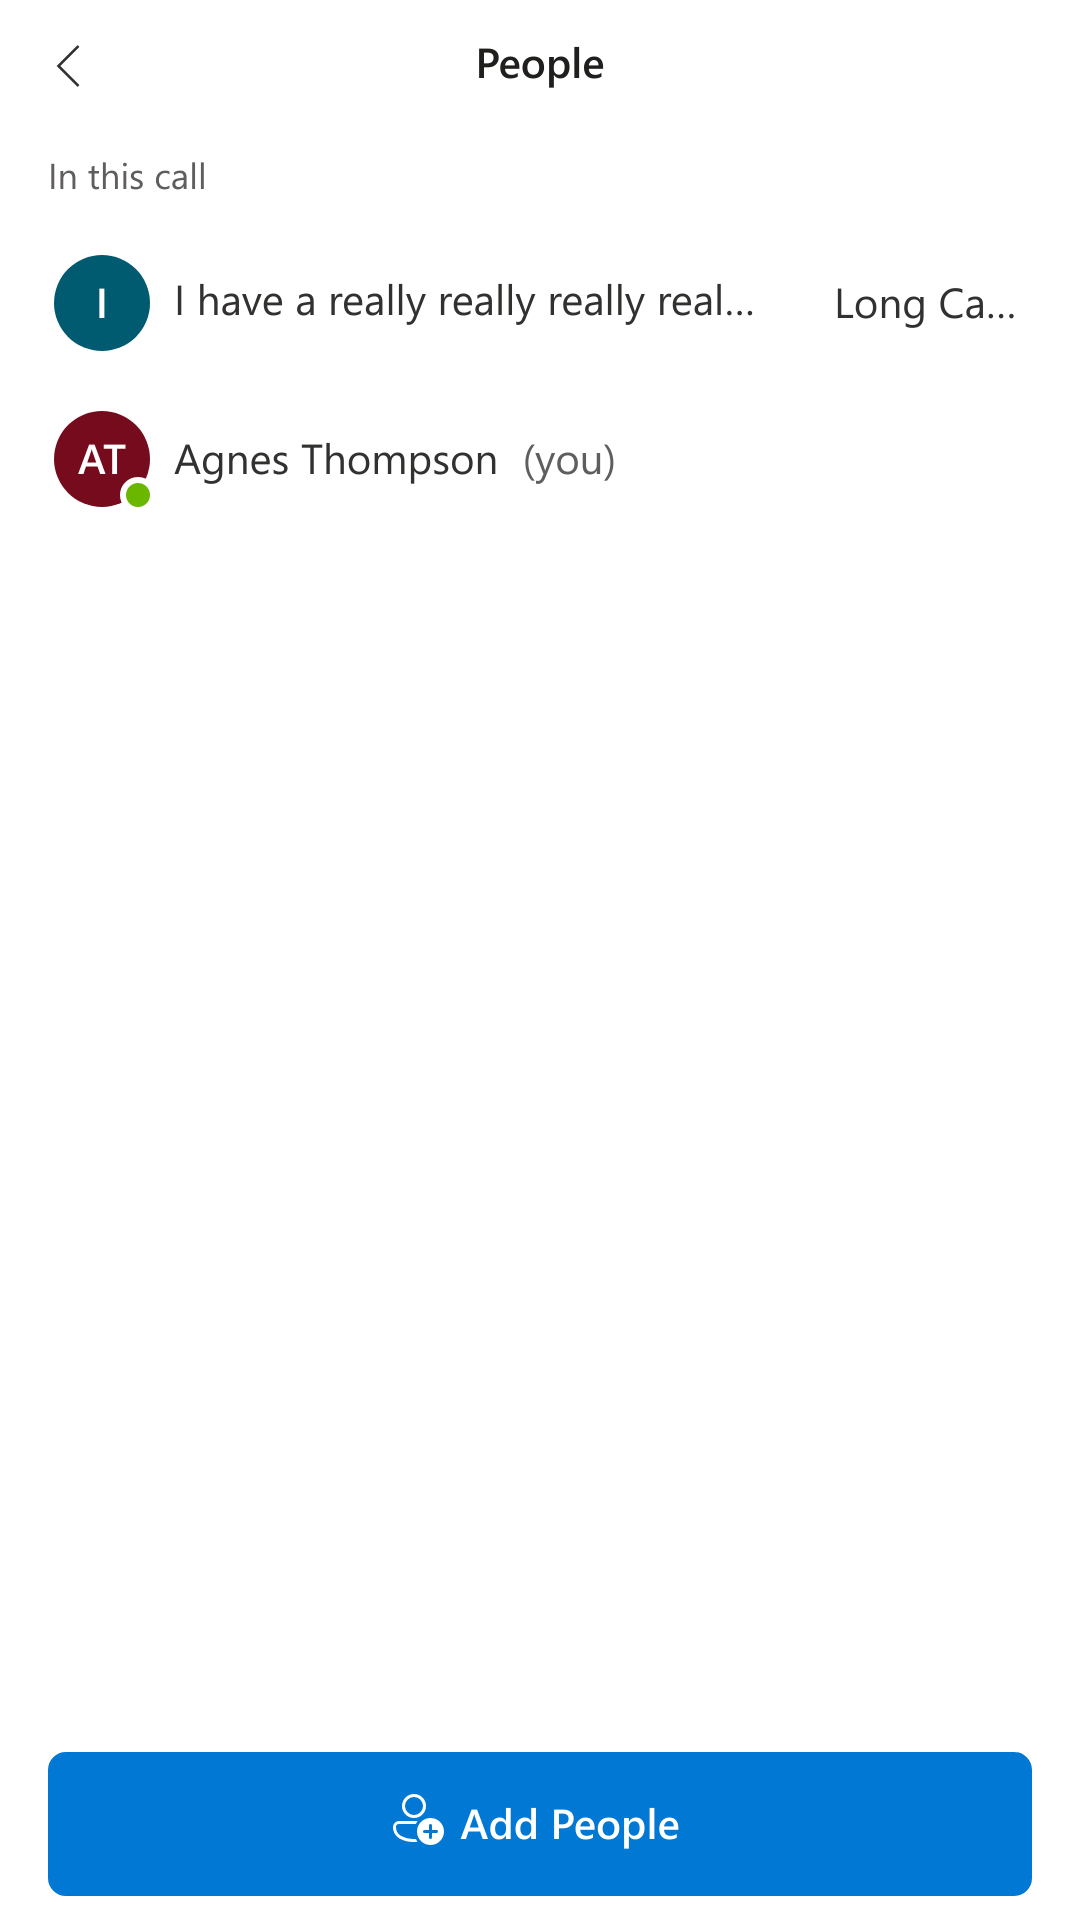 People
In this call
I I have a really really really real... Long Ca...
AT Agnes Thompson (you)
Add People